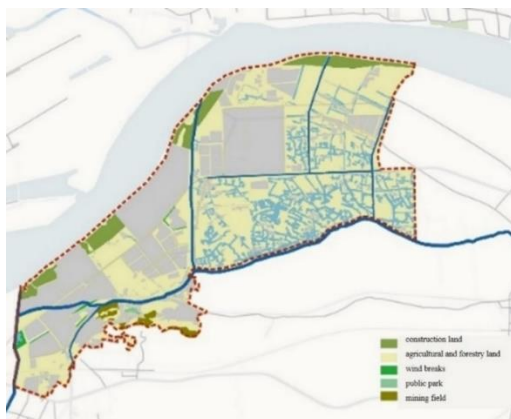 construction land
agricultural and forestry land
wind breaks
public park
mining field